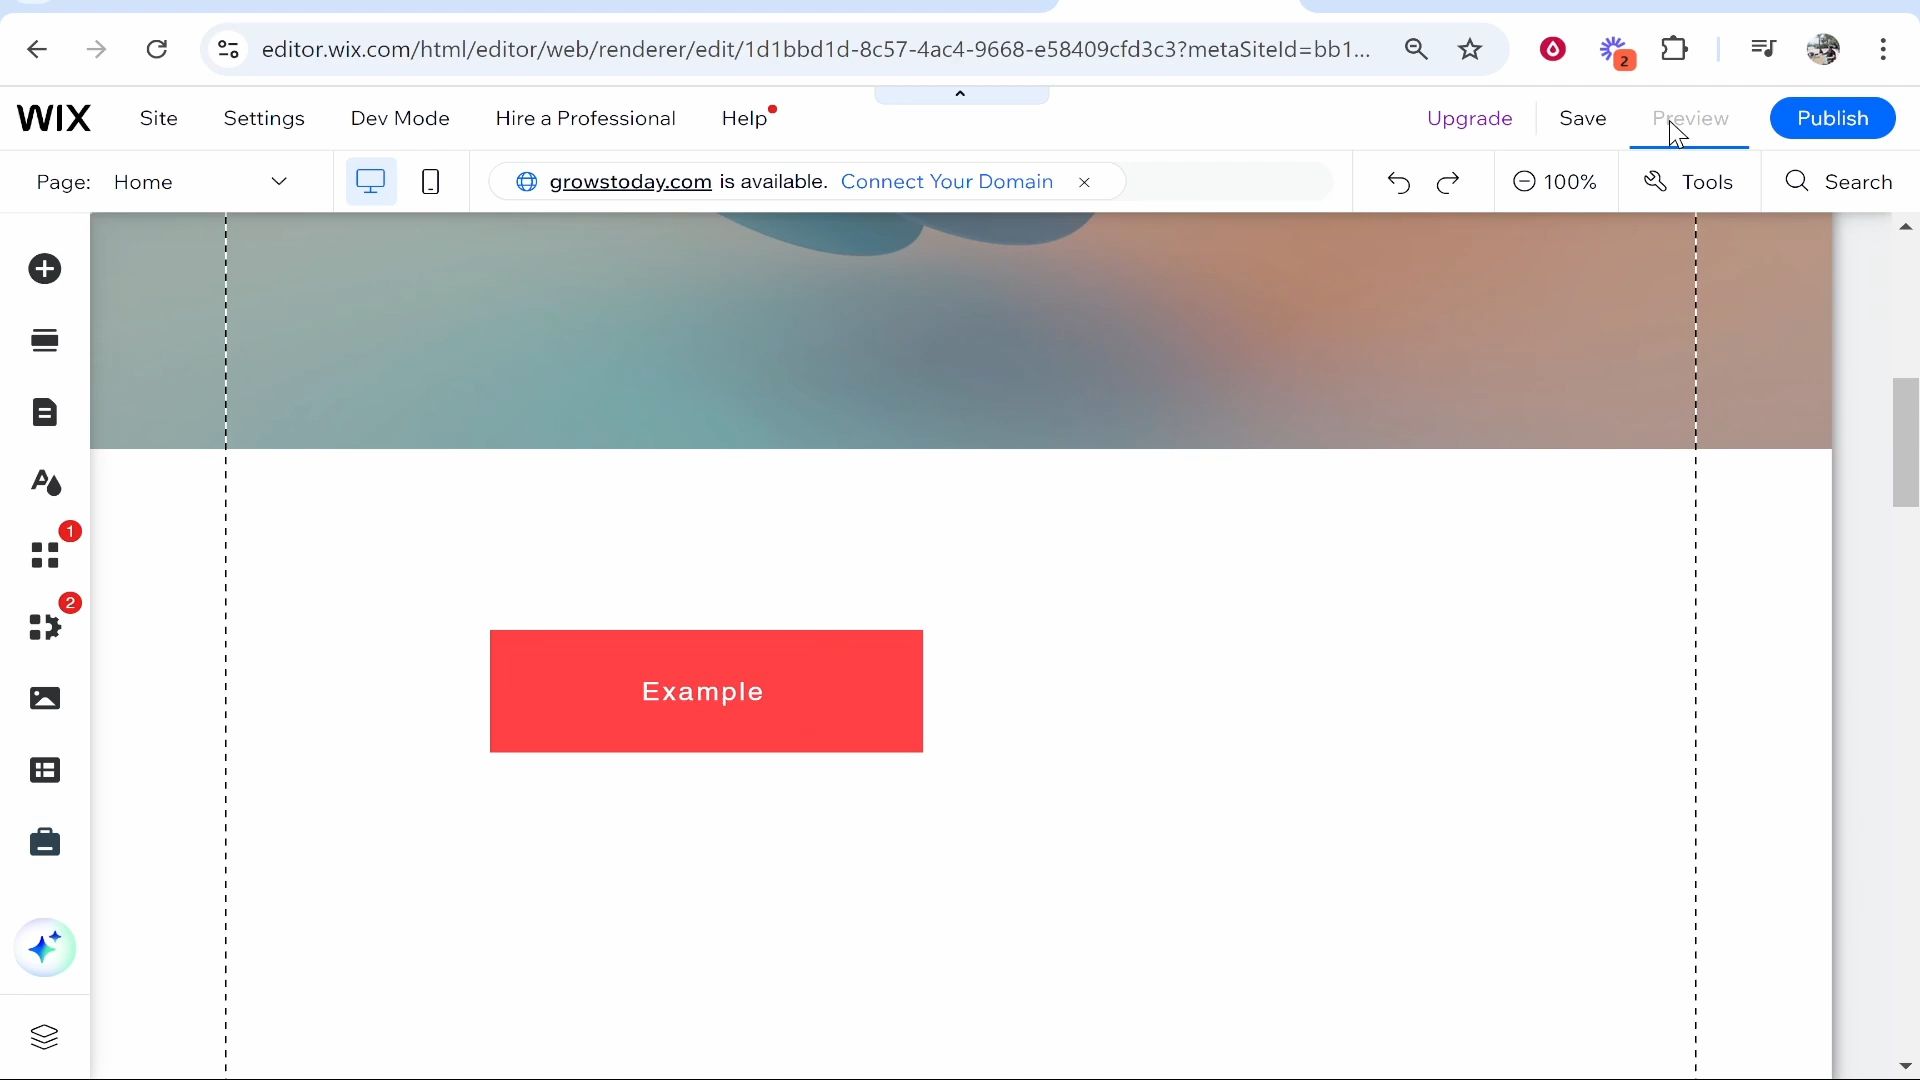 editor.wix.com/html/editor/web/renderer/edit/1d1bbd1d-8c57-4ac4-9668-e58409cfd3c3?metaSiteId=bb1...
2
WIX
Site
Settings
Dev Mode
Hire a Professional
Help
Upgrade
Save
Preview
Publish
Page: Home
growstoday.com is available. Connect Your Domain
100%
Tools
Search
1
2
Example